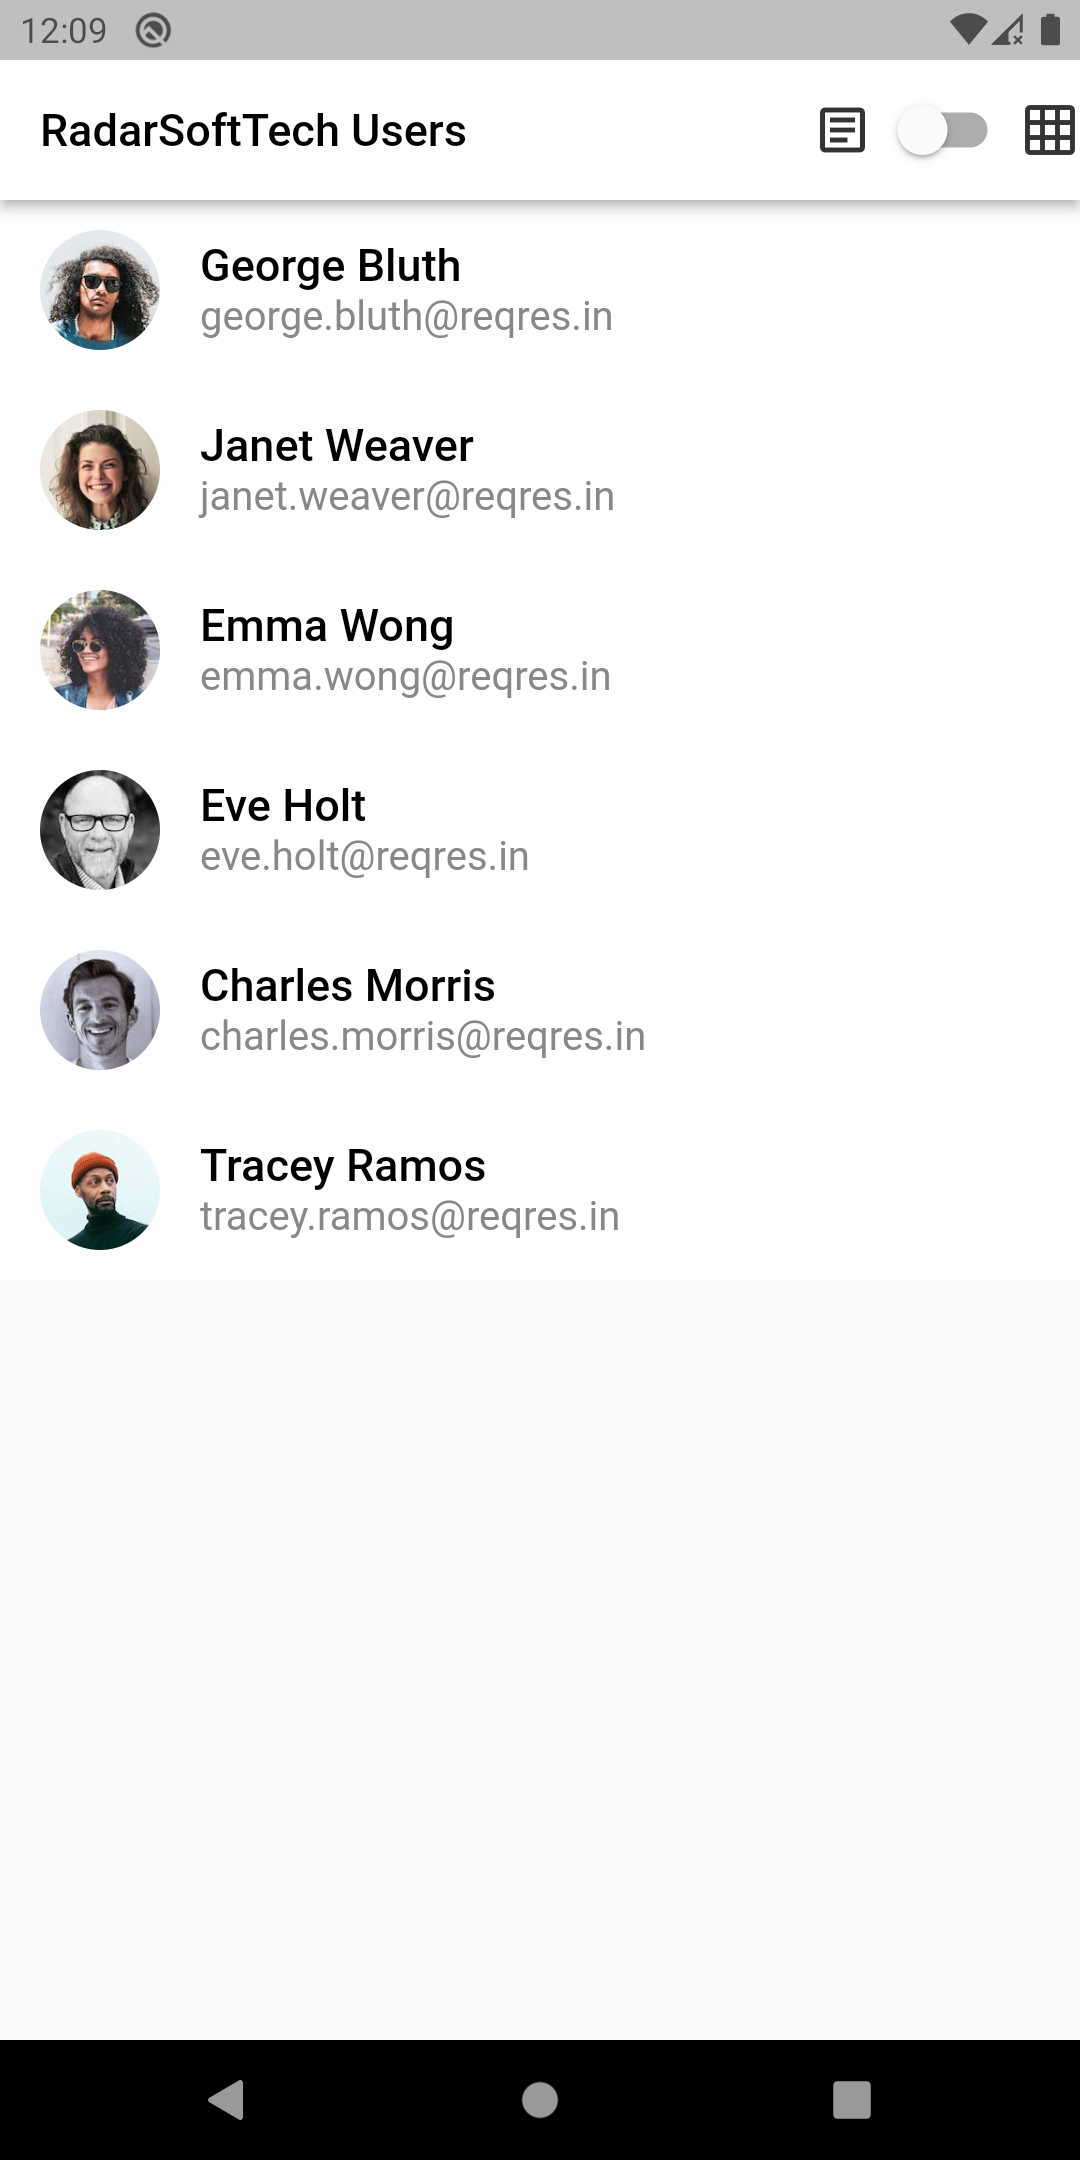 12:09
RadarSoftTech Users
George Bluth
george.bluth@reqres.in
Janet Weaver
janet.weaver@reqres.in
Emma Wong
emma.wong@reqres.in
Eve Holt
eve.holt@reqres.in
Charles Morris
charles.morris@reqres.in
Tracey Ramos
tracey.ramos@reqres.in